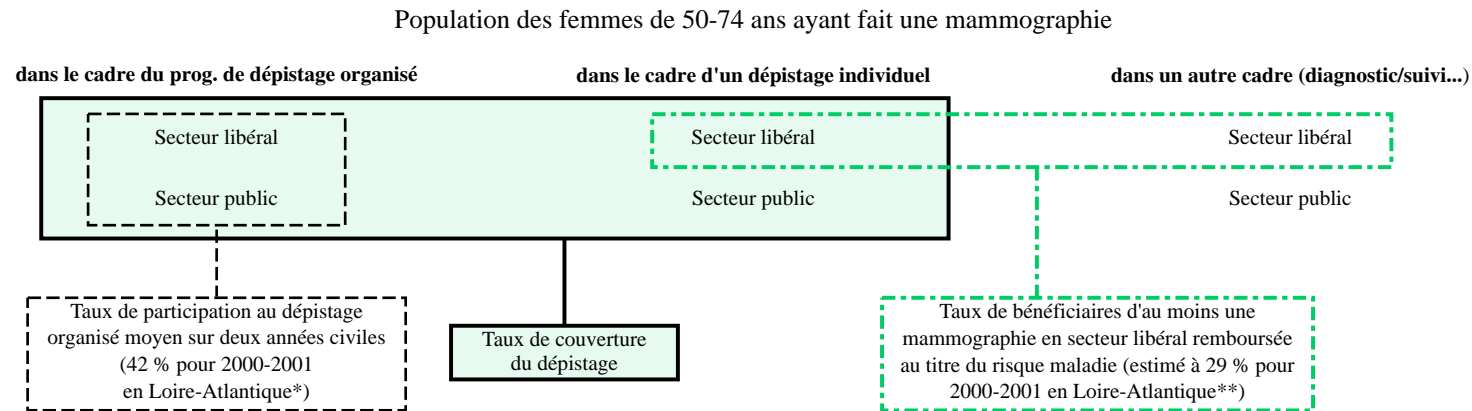 Population des femmes de 50-74 ans ayant fait une mammographie
dans le cadre du prog. de dépistage organisé
dans le cadre d'un dépistage individuel
dans un autre cadre (diagnostic/suivi...)
Secteur libéral
Secteur libéral
Secteur libéral
Secteur public
Secteur public
Secteur public
Taux de participation au dépistage
organisé moyen sur deux années civiles
(42 % pour 2000-2001
en Loire-Atlantique*)
Taux de couverture
du dépistage
Taux de bénéficiaires d'au moins une
mammographie en secteur libéral remboursée
au titre du risque maladie (estimé à 29 % pour
2000-2001 en Loire-Atlantique**)